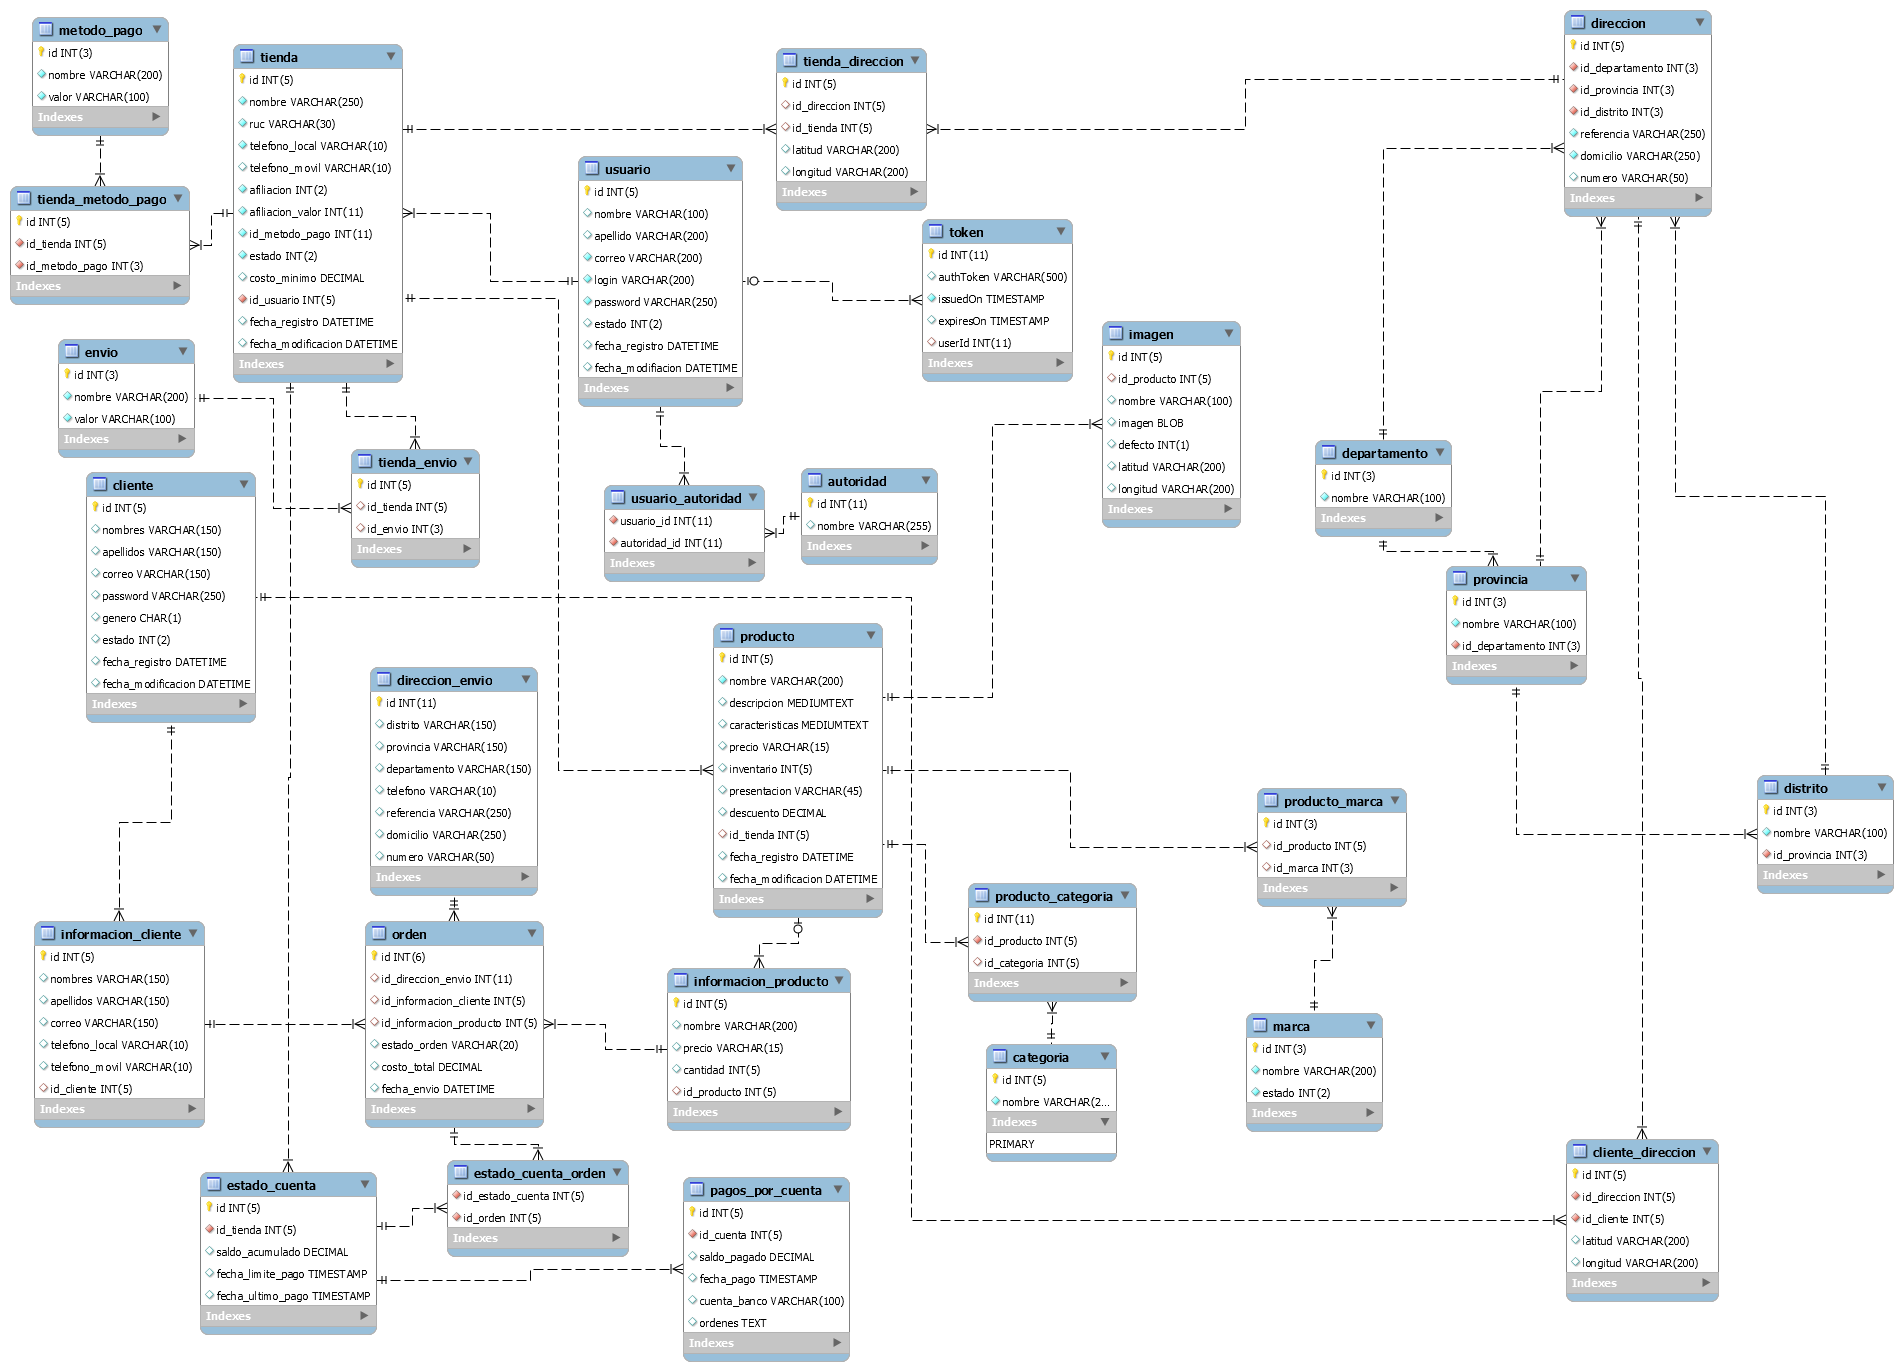 metodo_pago
id INT(3)
nombre VARCHAR(200)
valor VARCHAR(100)
Indexes
tienda_metodo_pago
id INT(5)
id_tienda INT(5)
id_metodo_pago INT(3)
Indexes
tienda
id INT(5)
nombre VARCHAR(250)
ruc VARCHAR(30)
telefono_local VARCHAR(10)
telefono_movil VARCHAR(10)
afiliacion INT(2)
afiliacion_valor INT(11)
id_metodo_pago INT(11)
estado INT(2)
costo_minimo DECIMAL
id_usuario INT(5)
fecha_registro DATETIME
fecha_modificacion DATETIME
Indexes
tienda_direccion
id INT(5)
id_direccion INT(5)
id_tienda INT(5)
latitud VARCHAR(200)
longitud VARCHAR(200)
Indexes
direccion
id INT(5)
id_departamento INT(3)
id_provincia INT(3)
id_distrito INT(3)
referencia VARCHAR(250)
domicilio VARCHAR(250)
numero VARCHAR(50)
Indexes
usuario
id INT(5)
nombre VARCHAR(100)
apellido VARCHAR(200)
correo VARCHAR(200)
login VARCHAR(200)
password VARCHAR(250)
estado INT(2)
fecha_registro DATETIME
fecha_modifiacion DATETIME
Indexes
token
id INT(11)
authToken VARCHAR(500)
issuedOn TIMESTAMP
expiresOn TIMESTAMP
userId INT(11)
Indexes
imagen
id INT(5)
id_producto INT(5)
nombre VARCHAR(100)
imagen BLOB
defecto INT(1)
latitud VARCHAR(200)
longitud VARCHAR(200)
Indexes
envio
id INT(3)
nombre VARCHAR(200)
valor VARCHAR(100)
Indexes
tienda_envio
id INT(5)
id_tienda INT(5)
id_envio INT(3)
Indexes
usuario_autoridad
usuario_id INT(11)
autoridad_id INT(11)
Indexes
autoridad
id INT(11)
nombre VARCHAR(255)
Indexes
departamento
id INT(3)
nombre VARCHAR(100)
Indexes
provincia
id INT(3)
nombre VARCHAR(100)
id_departamento INT(3)
Indexes
cliente
id INT(5)
nombres VARCHAR(150)
apellidos VARCHAR(150)
correo VARCHAR(150)
password VARCHAR(250)
genero CHAR(1)
estado INT(2)
fecha_registro DATETIME
fecha_modificacion DATETIME
Indexes
direccion_envio
id INT(11)
distrito VARCHAR(150)
provincia VARCHAR(150)
departamento VARCHAR(150)
telefono VARCHAR(10)
referencia VARCHAR(250)
domicilio VARCHAR(250)
numero VARCHAR(50)
Indexes
producto
id INT(5)
nombre VARCHAR(200)
descripcion MEDIUMTEXT
caracteristicas MEDIUMTEXT
precio VARCHAR(15)
inventario INT(5)
presentacion VARCHAR(45)
descuento DECIMAL
id_tienda INT(5)
fecha_registro DATETIME
fecha_modificacion DATETIME
Indexes
producto_marca
id INT(3)
id_producto INT(5)
id_marca INT(3)
Indexes
distrito
id INT(3)
nombre VARCHAR(100)
id_provincia INT(3)
Indexes
informacion_cliente
id INT(5)
nombres VARCHAR(150)
apellidos VARCHAR(150)
correo VARCHAR(150)
telefono_local VARCHAR(10)
telefono_movil VARCHAR(10)
id_cliente INT(5)
Indexes
orden
id INT(6)
id_direccion_envio INT(11)
id_informacion_cliente INT(5)
id_informacion_producto INT(5)
estado_orden VARCHAR(20)
costo_total DECIMAL
fecha_envio DATETIME
Indexes
informacion_producto
id INT(5)
nombre VARCHAR(200)
precio VARCHAR(15)
cantidad INT(5)
id_producto INT(5)
Indexes
producto_categoria
id INT(11)
id_producto INT(5)
id_categoria INT(5)
Indexes
categoria
id INT(5)
nombre VARCHAR(2...
Indexes
PRIMARY
marca
id INT(3)
nombre VARCHAR(200)
estado INT(2)
Indexes
estado_cuenta
id INT(5)
id_tienda INT(5)
saldo_acumulado DECIMAL
fecha_limite_pago TIMESTAMP
fecha_ultimo_pago TIMESTAMP
Indexes
estado_cuenta_orden
id_estado_cuenta INT(5)
id_orden INT(5)
Indexes
pagos_por_cuenta
id INT(5)
id_cuenta INT(5)
saldo_pagado DECIMAL
fecha_pago TIMESTAMP
cuenta_banco VARCHAR(100)
ordenes TEXT
Indexes
cliente_direccion
id INT(5)
id_direccion INT(5)
id_cliente INT(5)
latitud VARCHAR(200)
longitud VARCHAR(200)
Indexes